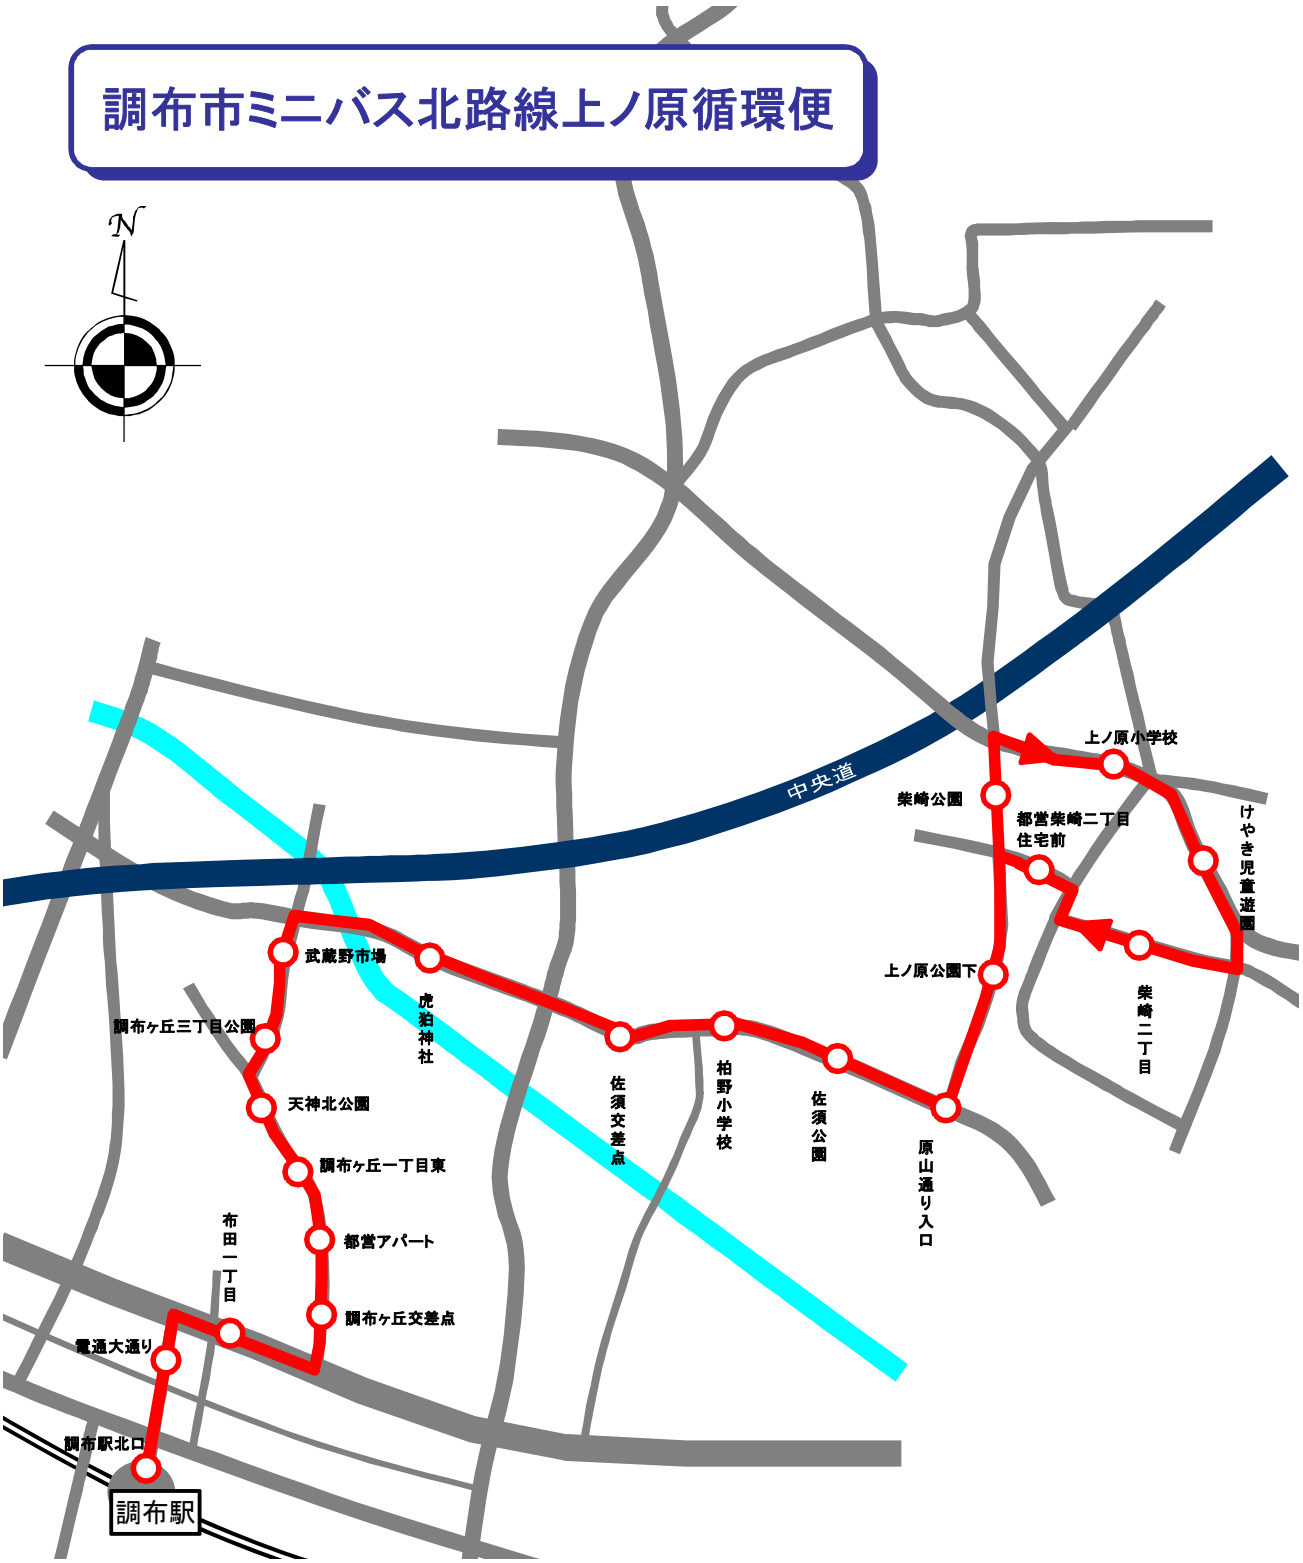 調布市ミニバス北路線上ノ原循環便
N
中央道
上ノ原小学校
柴崎公園
都営柴崎二丁目
住宅前
けやき児童遊園
上ノ原公園下
柴崎二丁目
武蔵野市場
虎狛神社
調布ヶ丘三丁目公園
佐須交差点
柏野小学校
佐須公園
原山通り入口
天神北公園
調布ヶ丘一丁目東
布田一丁目
都営アパート
調布ヶ丘交差点
電通大通り
調布駅北口
調布駅